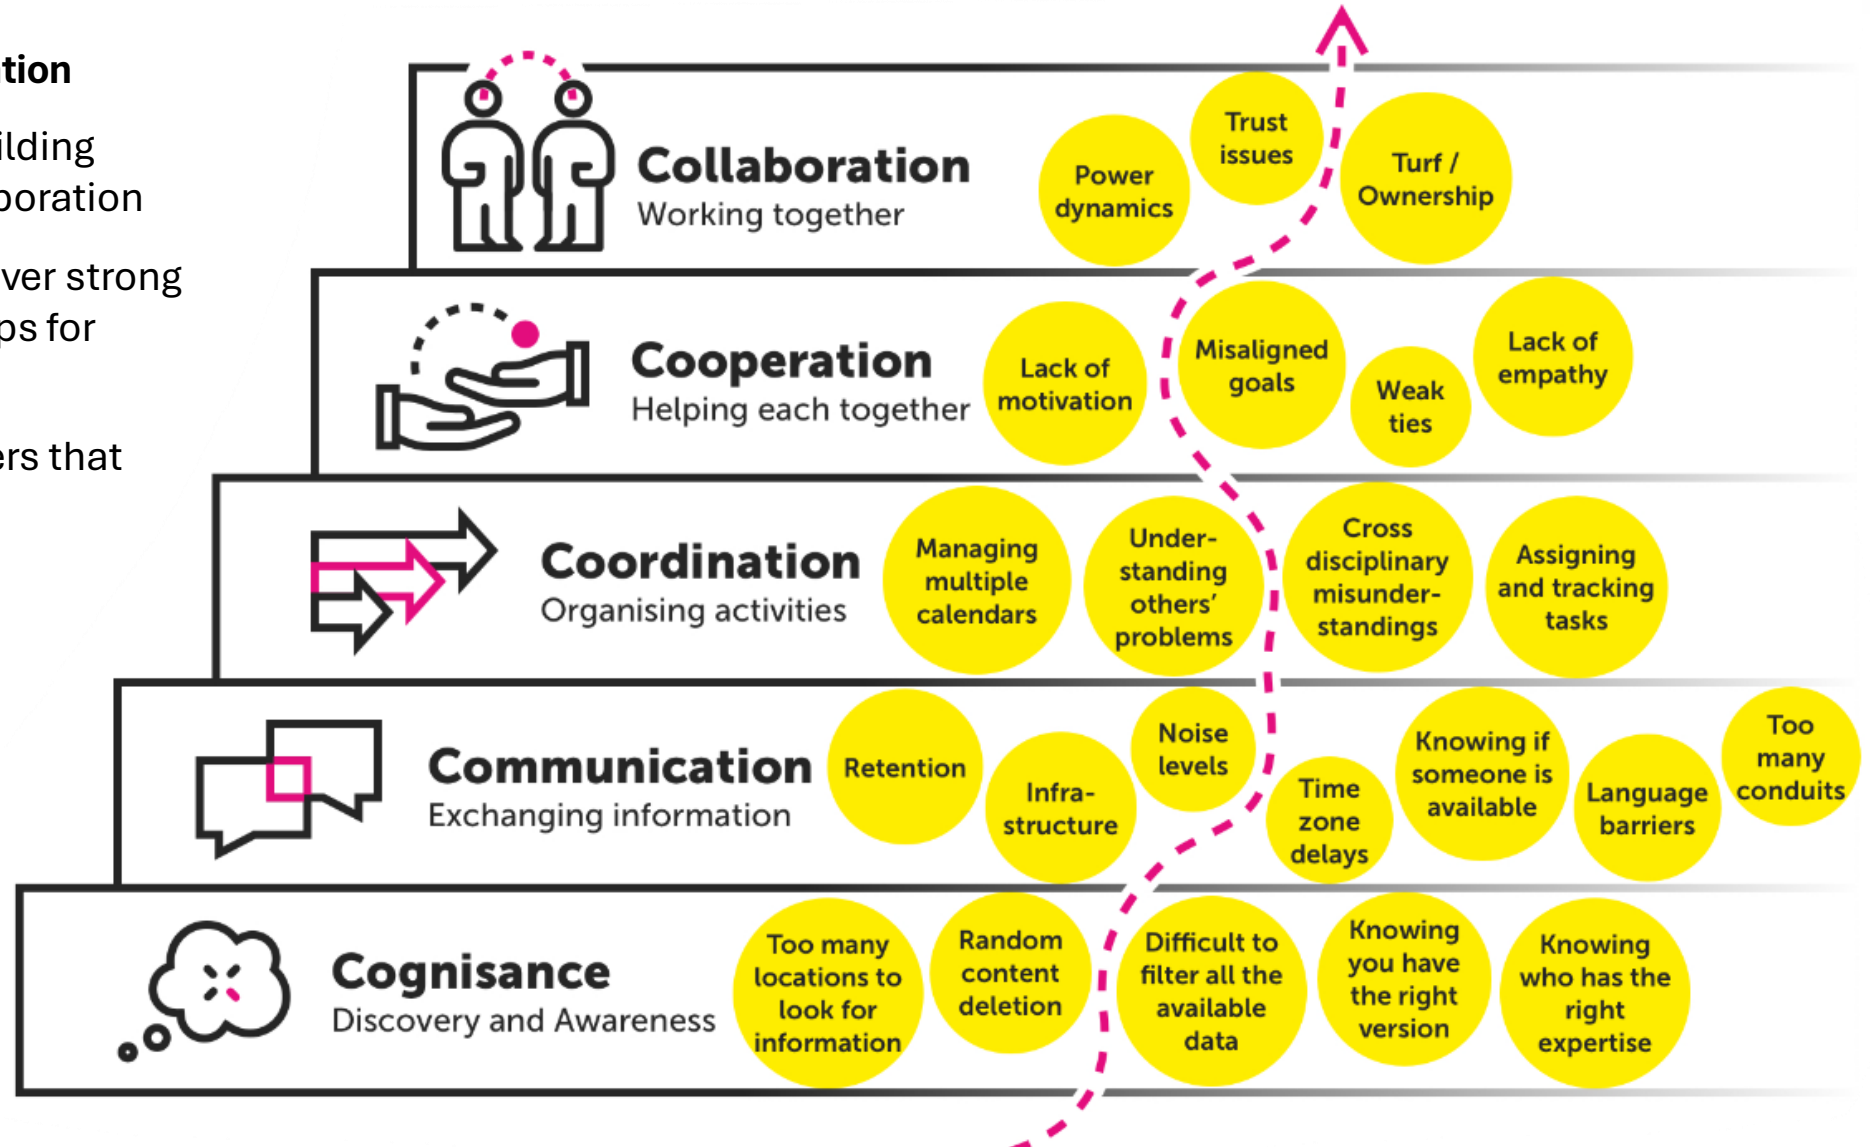 tion
ilding
boration
ver strong
ps for
ers that
Collaboration
Working together
Power
dynamics
Trust
issues
Turf /
Ownership
Cooperation
Helping each together
Lack of
motivation
Misaligned
goals
Weak
ties
Lack of
empathy
Coordination
Organising activities
Managing
multiple
calendars
Under-
standing
others’
problems
Cross
disciplinary
misunder-
standings
Assigning
and tracking
tasks
Communication
Exchanging information
Retention
Infra-
structure
Noise
levels
Time
zone
delays
Knowing if
someone is
available
Language
barriers
Too
many
conduits
Cognisance
Discovery and Awareness
Too many
locations to
look for
information
Random
content
deletion
Difficult to
filter all the
available
data
Knowing
you have
the right
version
Knowing
who has the
right
expertise